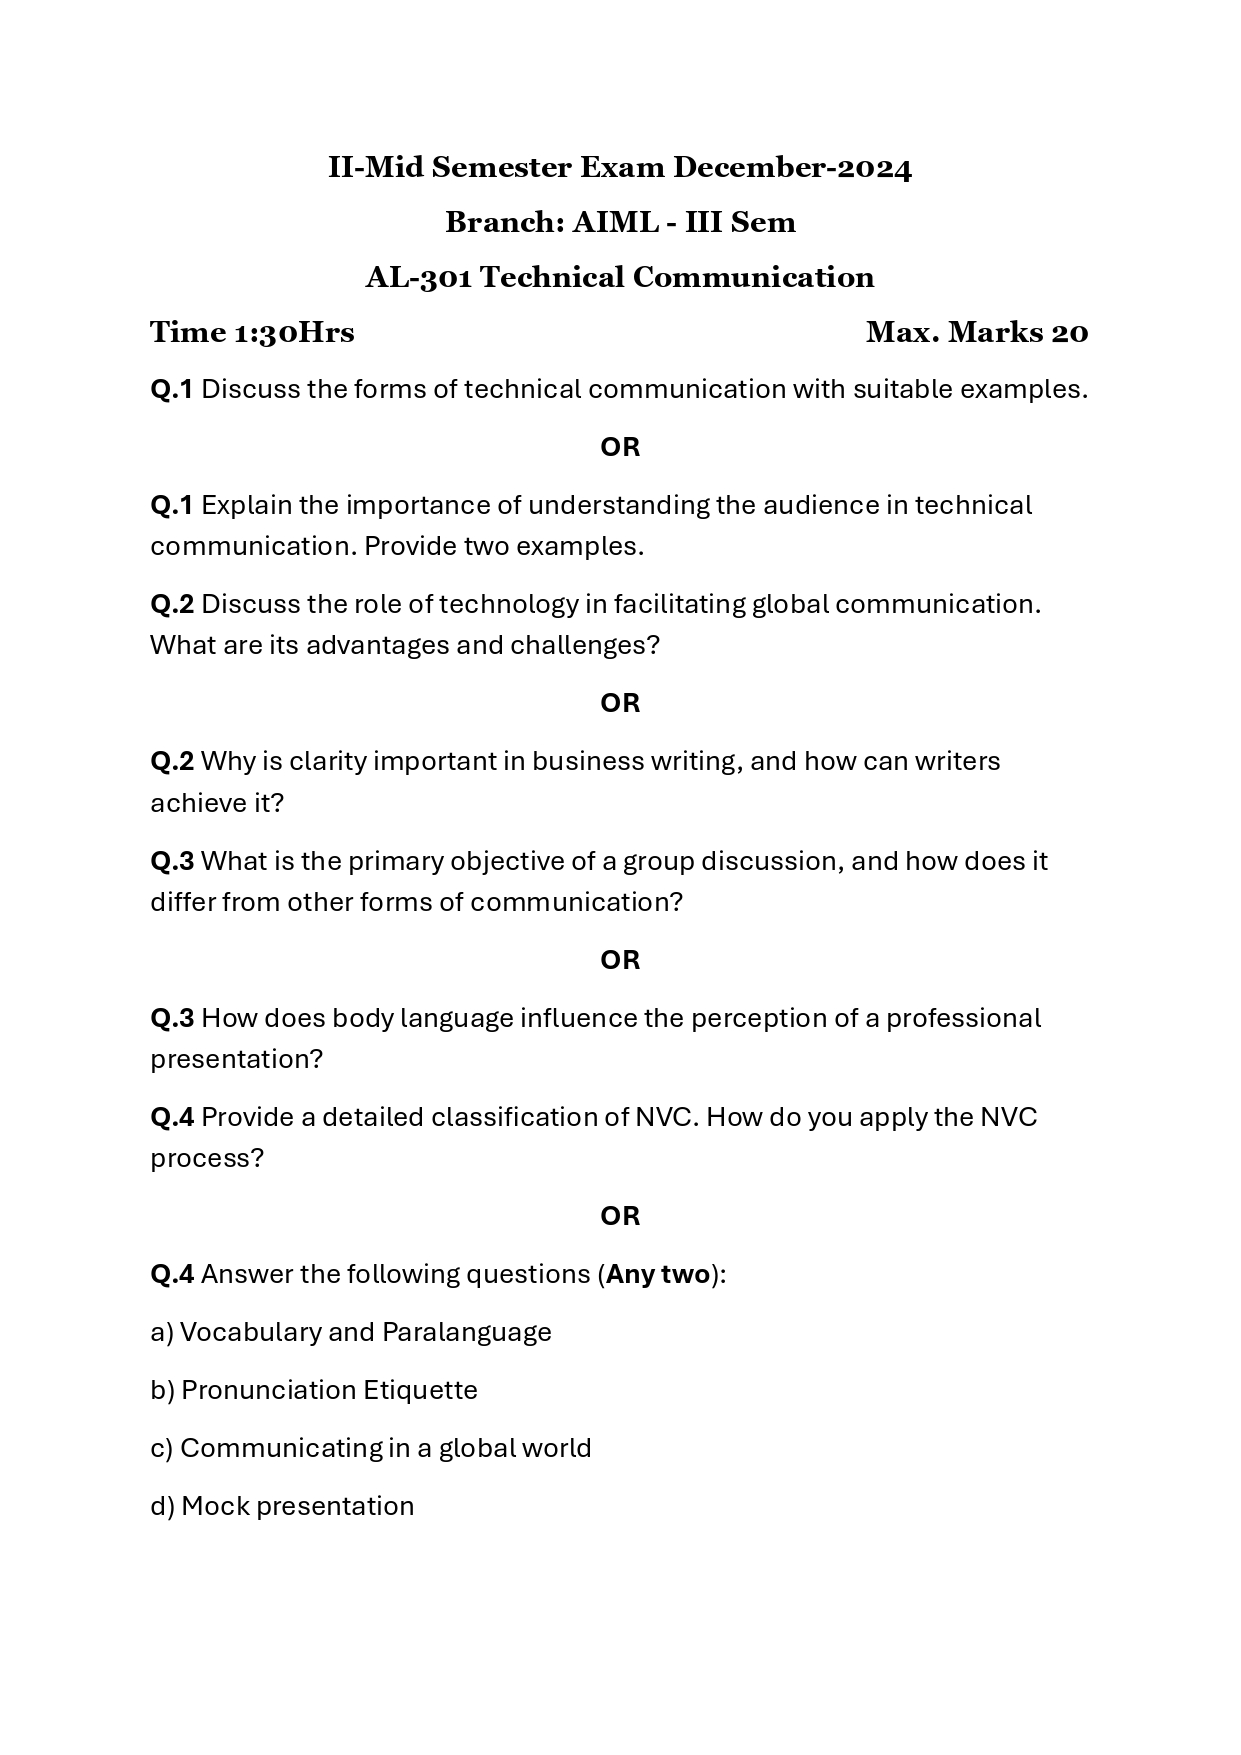 II-Mid Semester Exam December-2024
Branch: AIML - III Sem
AL-301 Technical Communication
Time 1:30Hrs Max. Marks 20
Q.1 Discuss the forms of technical communication with suitable examples.
OR
Q.1 Explain the importance of understanding the audience in technical
communication. Provide two examples.
Q.2 Discuss the role of technology in facilitating global communication.
What are its advantages and challenges?
OR
Q.2 Why is clarity important in business writing, and how can writers
achieve it?
Q.3 What is the primary objective of a group discussion, and how does it
differ from other forms of communication?
OR
Q.3 How does body language influence the perception of a professional
presentation?
Q.4 Provide a detailed classification of NVC. How do you apply the NVC
process?
OR
Q.4 Answer the following questions (Any two):
a) Vocabulary and Paralanguage
b) Pronunciation Etiquette
c) Communicating in a global world
d) Mock presentation